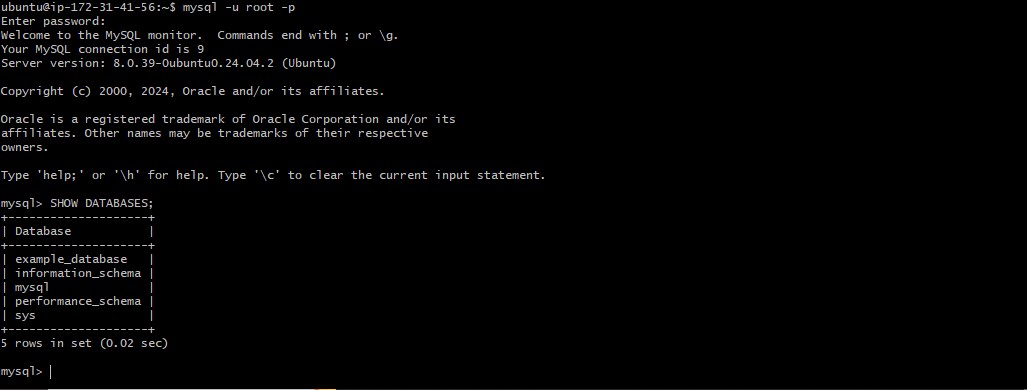 ubuntu@ip-172-31-41-56:~$ mysql -u root -p
Enter password:
Welcome to the MySQL monitor.  Commands end with ; or \g.
Your MySQL connection id is 9
Server version: 8.0.39-0ubuntu0.24.04.2 (Ubuntu)

Copyright (c) 2000, 2024, Oracle and/or its affiliates.

Oracle is a registered trademark of Oracle Corporation and/or its
affiliates. Other names may be trademarks of their respective
owners.

Type 'help;' or '\h' for help. Type '\c' to clear the current input statement.

mysql> SHOW DATABASES;
+--------------------+
| Database           |
+--------------------+
| example_database   |
| information_schema |
| mysql              |
| performance_schema |
| sys                |
+--------------------+
5 rows in set (0.02 sec)

mysql>